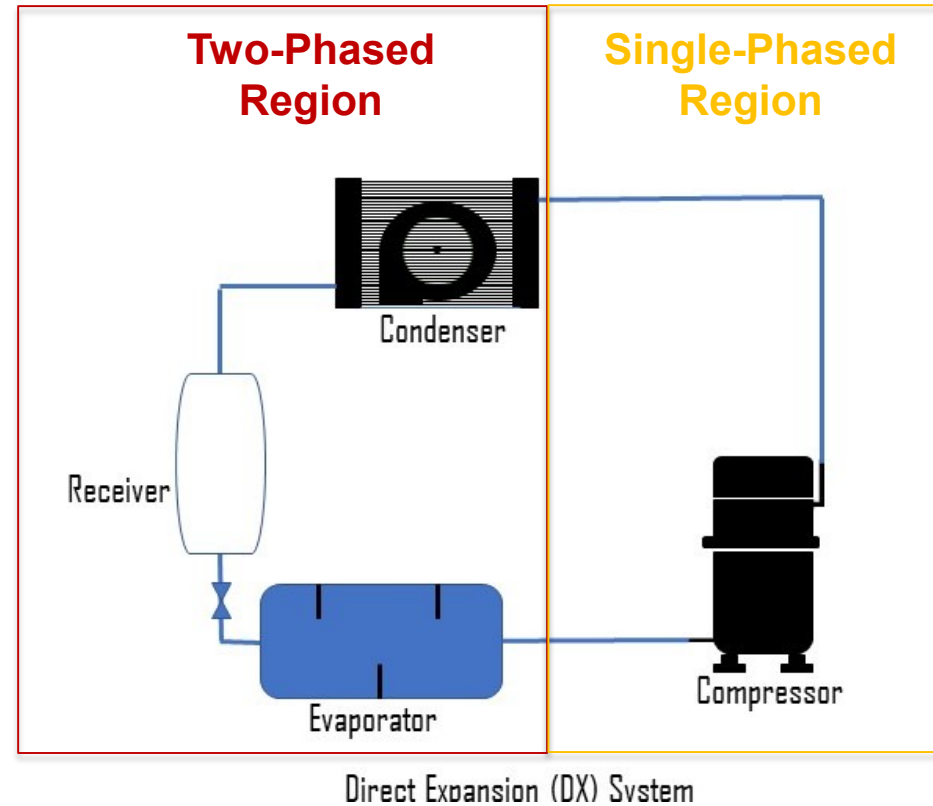 Two-Phased
Region
Single-Phased
Region
Condenser
Receiver
Evaporator
Compressor
Direct Expansion (DX) System